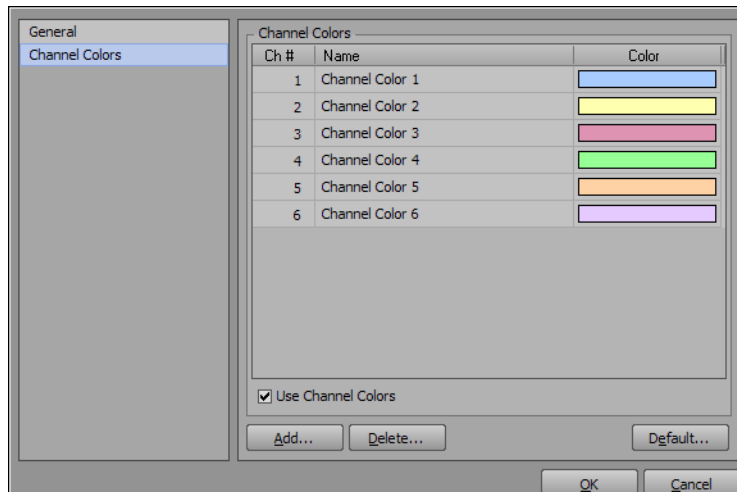 General
Channel Colors
Channel Colors
Ch # Name Color
1 Channel Color 1
2 Channel Color 2
3 Channel Color 3
4 Channel Color 4
5 Channel Color 5
6 Channel Color 6
Use Channel Colors
Add... Delete... Default...
OK Cancel